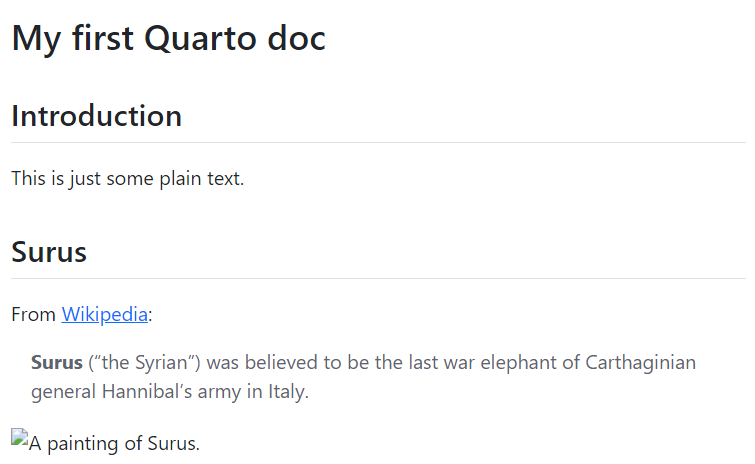 My first Quarto doc
Introduction
This is just some plain text.
Surus
From Wikipedia:
Surus (“the Syrian”) was believed to be the last war elephant of Carthaginian
general Hannibal’s army in Italy.
A painting of Surus.